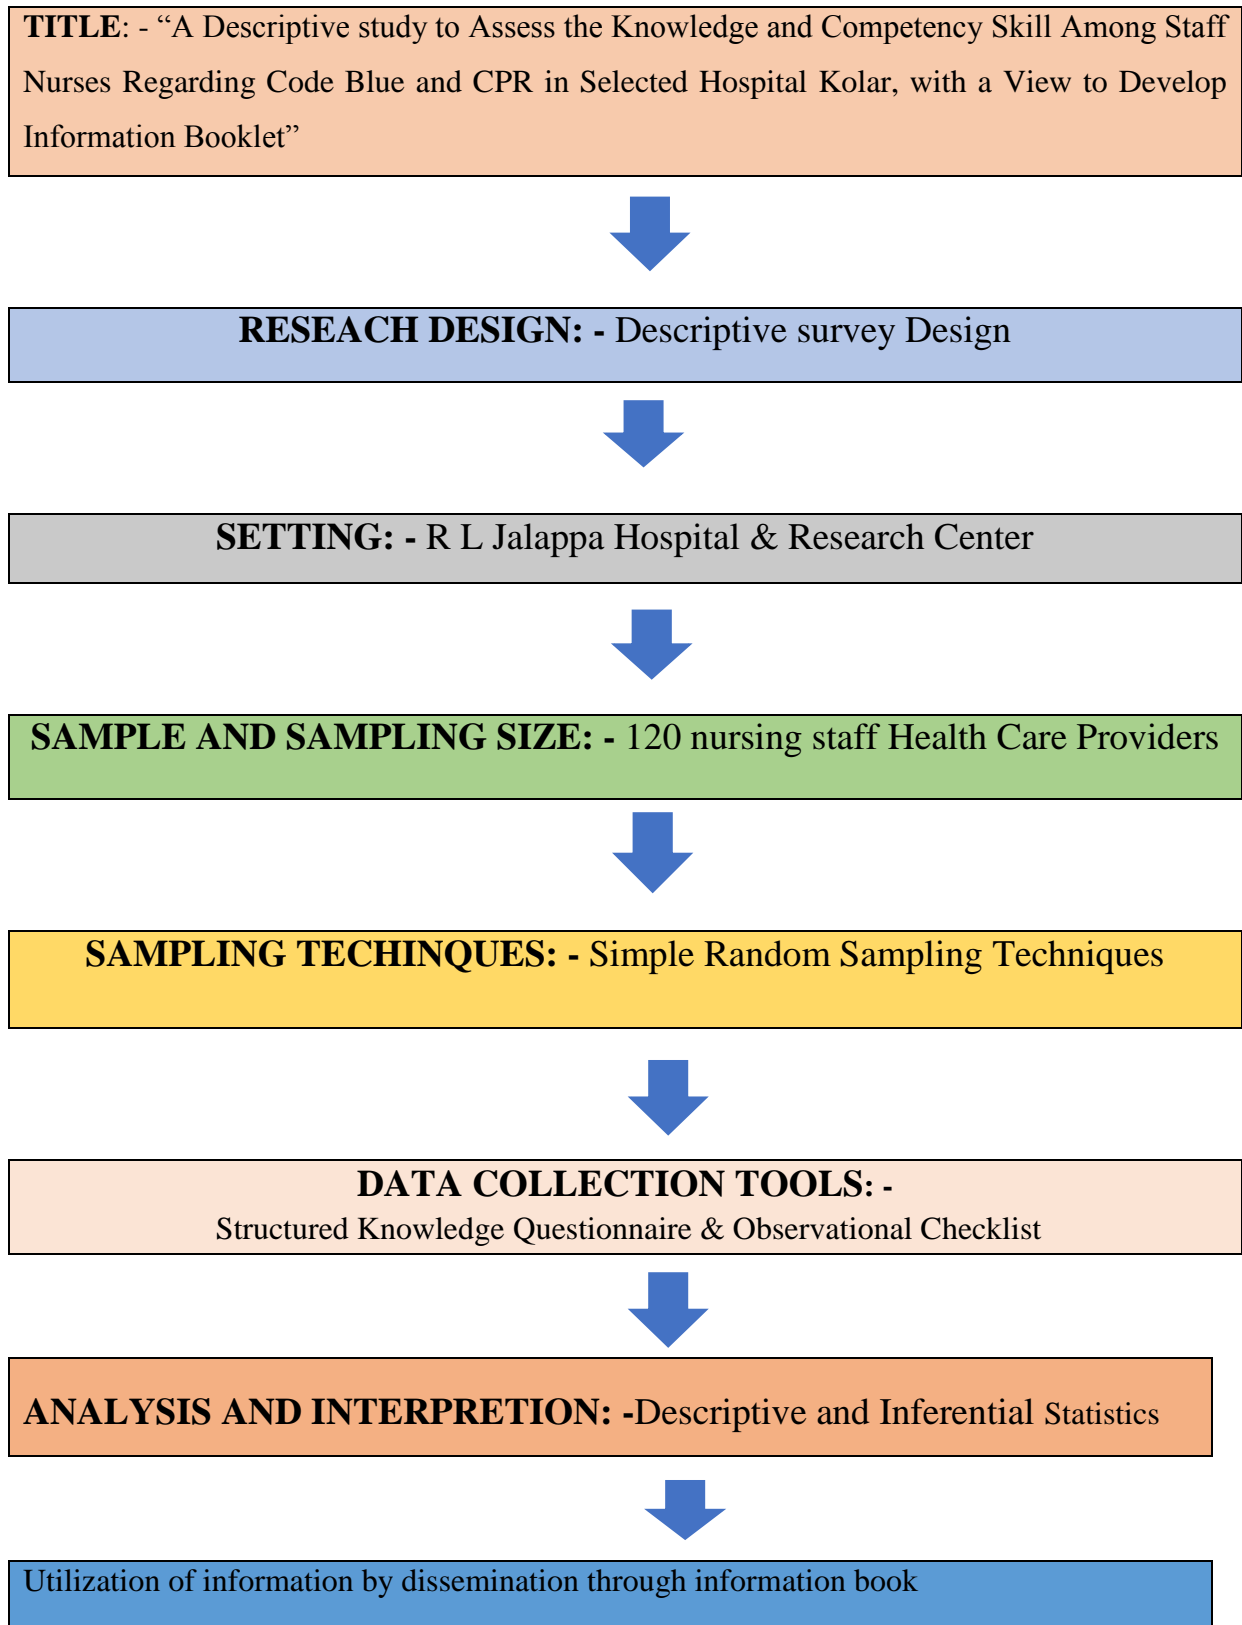 TITLE: - “A Descriptive study to Assess the Knowledge and Competency Skill Among Staff
Nurses Regarding Code Blue and CPR in Selected Hospital Kolar, with a View to Develop
Information Booklet”
RESEACH DESIGN: - Descriptive survey Design
SETTING: - R L Jalappa Hospital & Research Center
SAMPLE AND SAMPLING SIZE: - 120 nursing staff Health Care Providers
SAMPLING TECHINQUES: - Simple Random Sampling Techniques
DATA COLLECTION TOOLS: -
Structured Knowledge Questionnaire & Observational Checklist
ANALYSIS AND INTERPRETION: -Descriptive and Inferential Statistics
Utilization of information by dissemination through information book